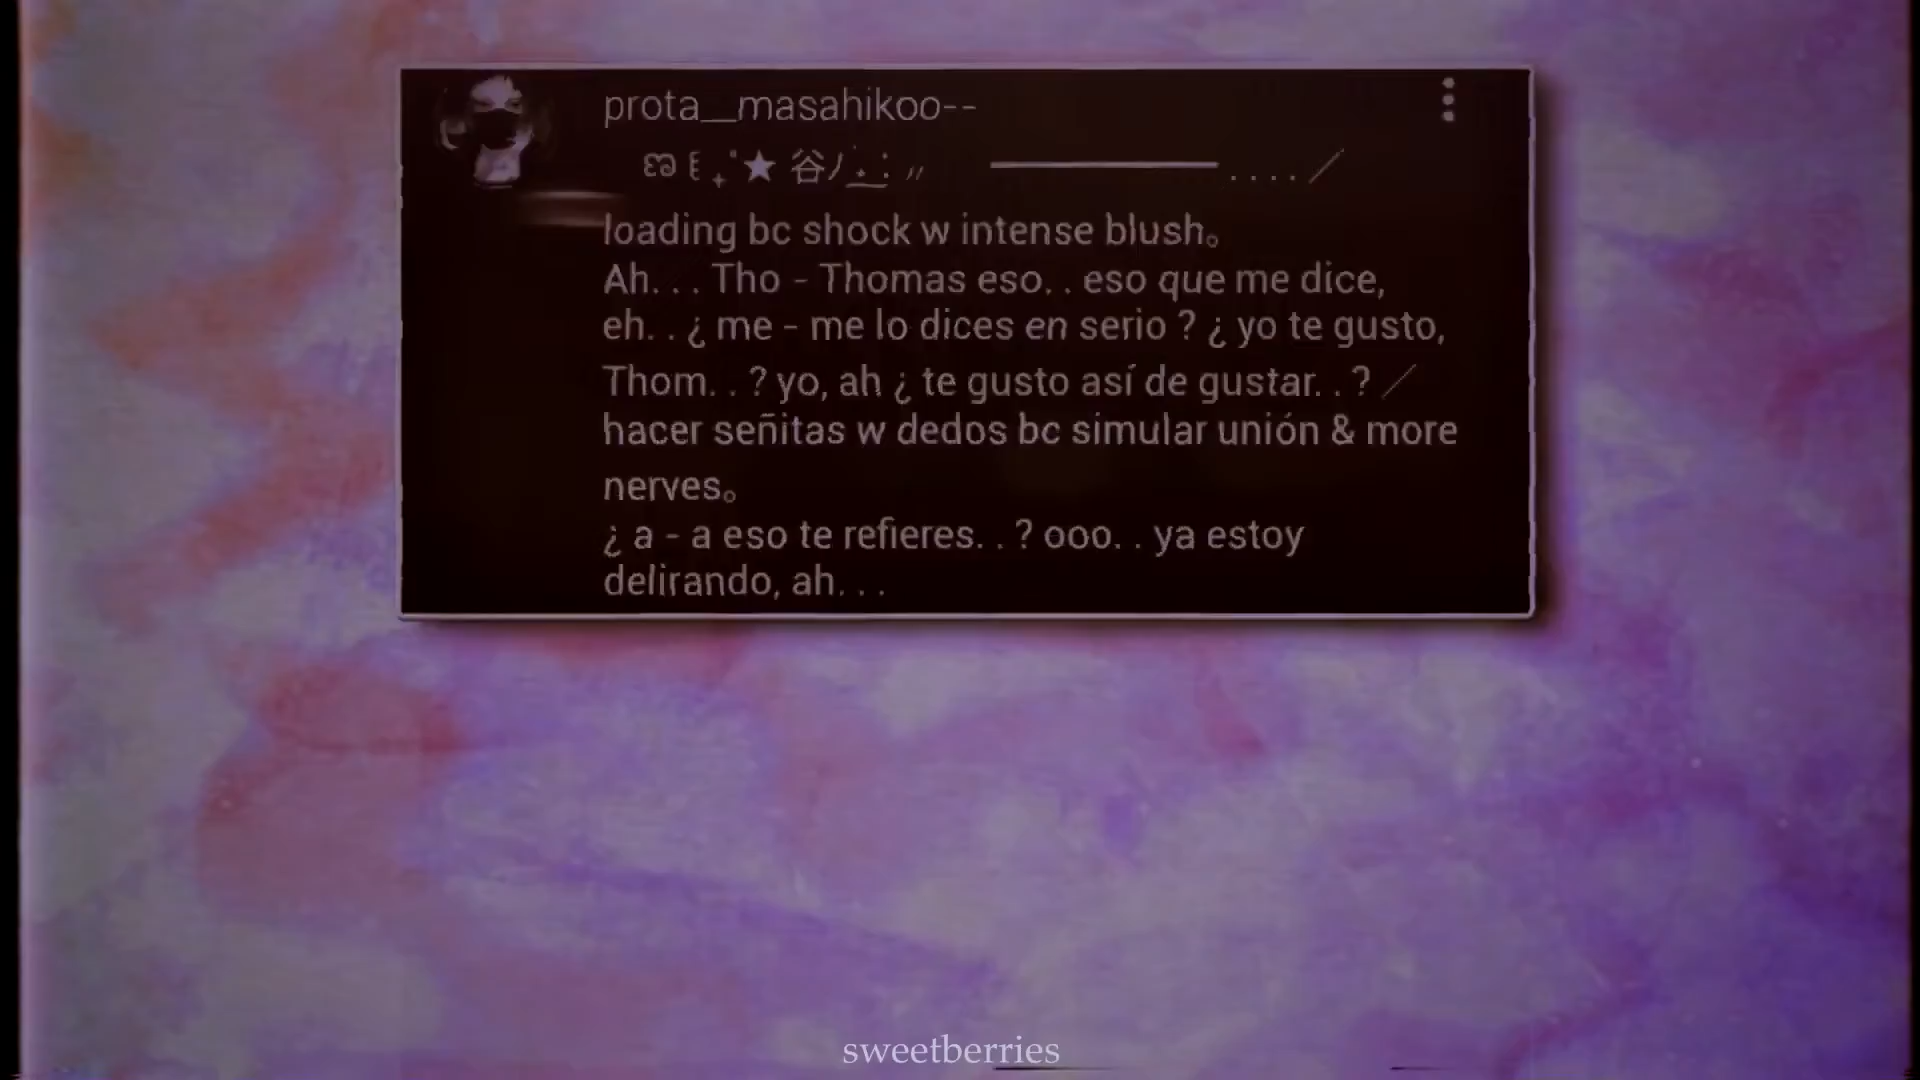 prota__masahikoo--
ღ ꒰ ₊˚★ 谷ﾉ . . . . ／
loading bc shock w intense blush。
Ah. . . Tho - Thomas eso. . eso que me dice,
eh. . ¿ me - me lo dices en serio ? ¿ yo te gusto,
Thom. . ? yo, ah ¿ te gusto así de gustar. . ? ／
hacer señitas w dedos bc simular unión & more
nerves。
¿ a - a eso te refieres. . ? ooo. . ya estoy
delirando, ah. . .
sweetberries